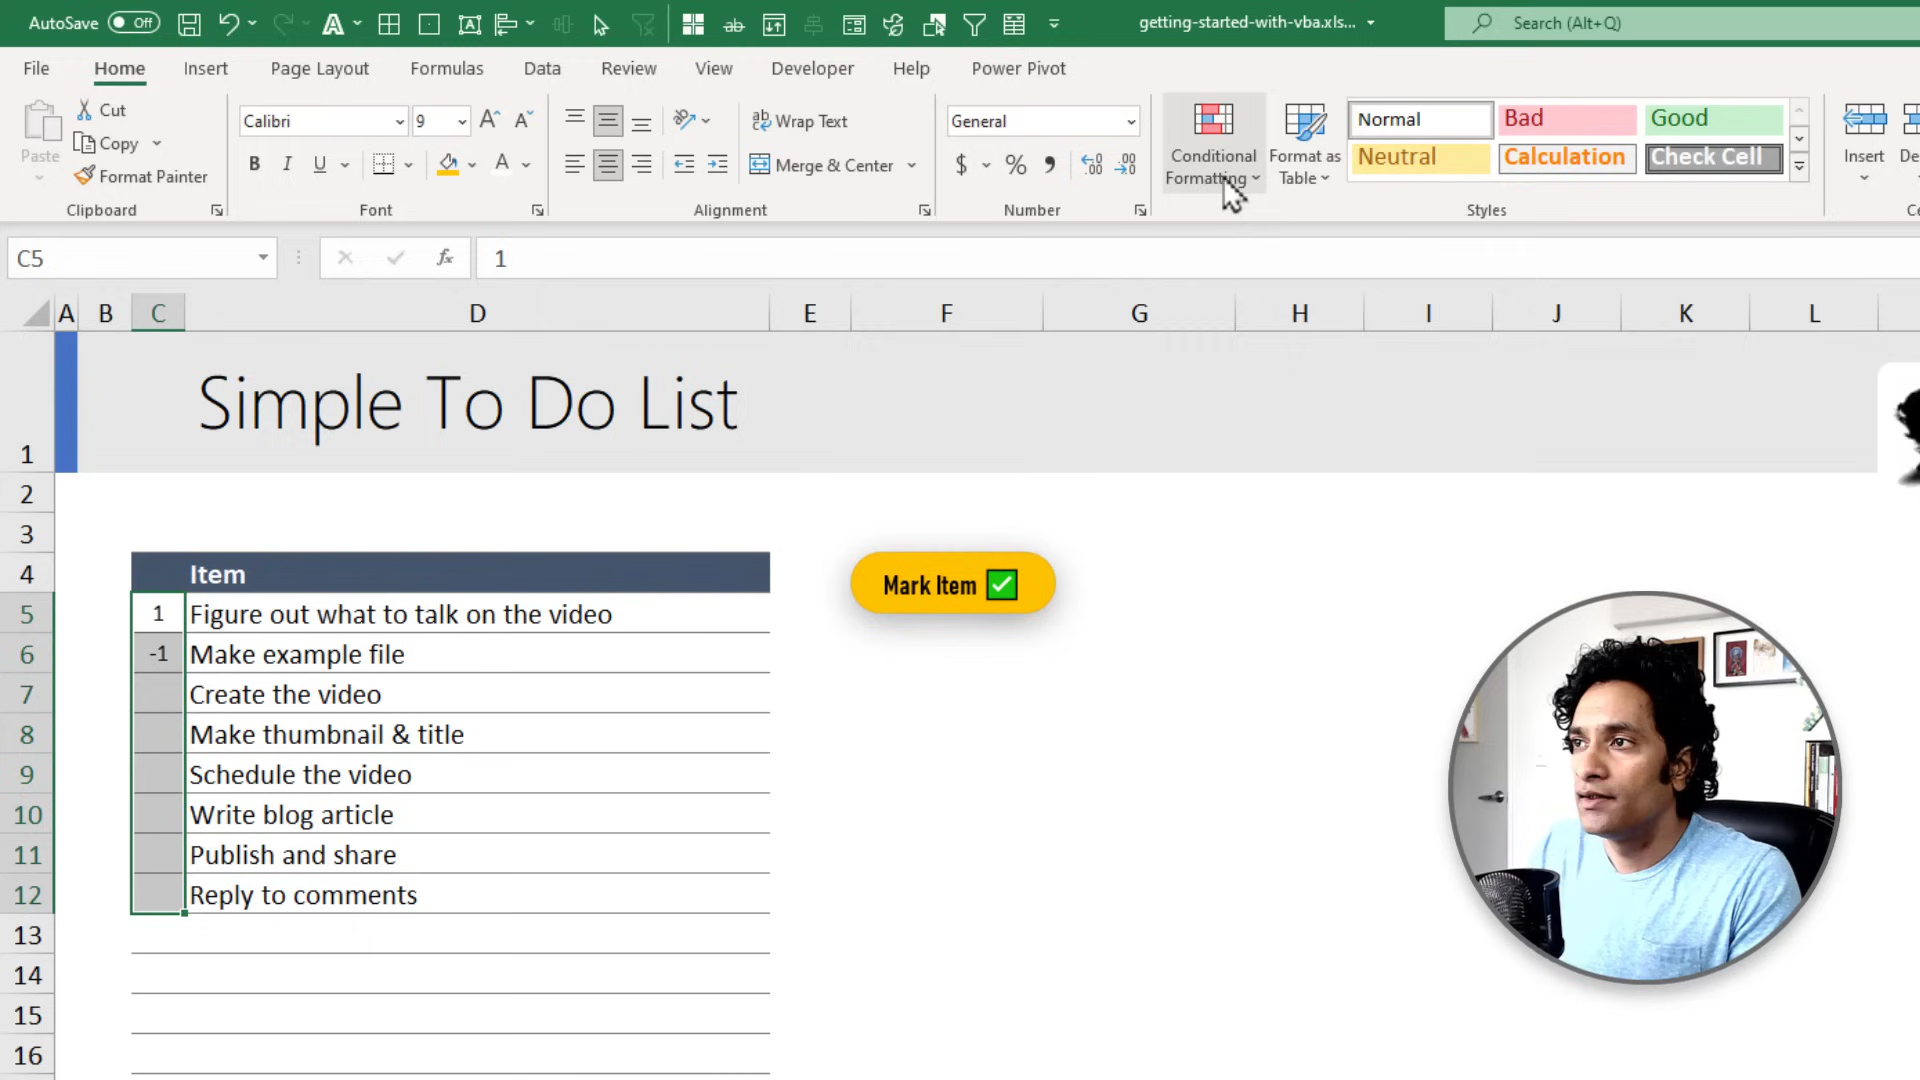 AutoSave Off getting-started-with-vba.xls... Search (Alt+Q)
File Home Insert Page Layout Formulas Data Review View Developer Help Power Pivot
Paste
Cut
Copy
Format Painter
Clipboard
Calibri 9
B I U
Font
Wrap Text
Merge & Center
Alignment
General
$ % ,
Number
Conditional Formatting
Format as Table
Normal Bad Good
Neutral Calculation Check Cell
Styles
Insert
C5 fx 1
A B C D E F G H I J K L
1 Simple To Do List
2
3
4 Item
Mark Item
5 1 Figure out what to talk on the video
6 -1 Make example file
7 Create the video
8 Make thumbnail & title
9 Schedule the video
10 Write blog article
11 Publish and share
12 Reply to comments
13
14
15
16